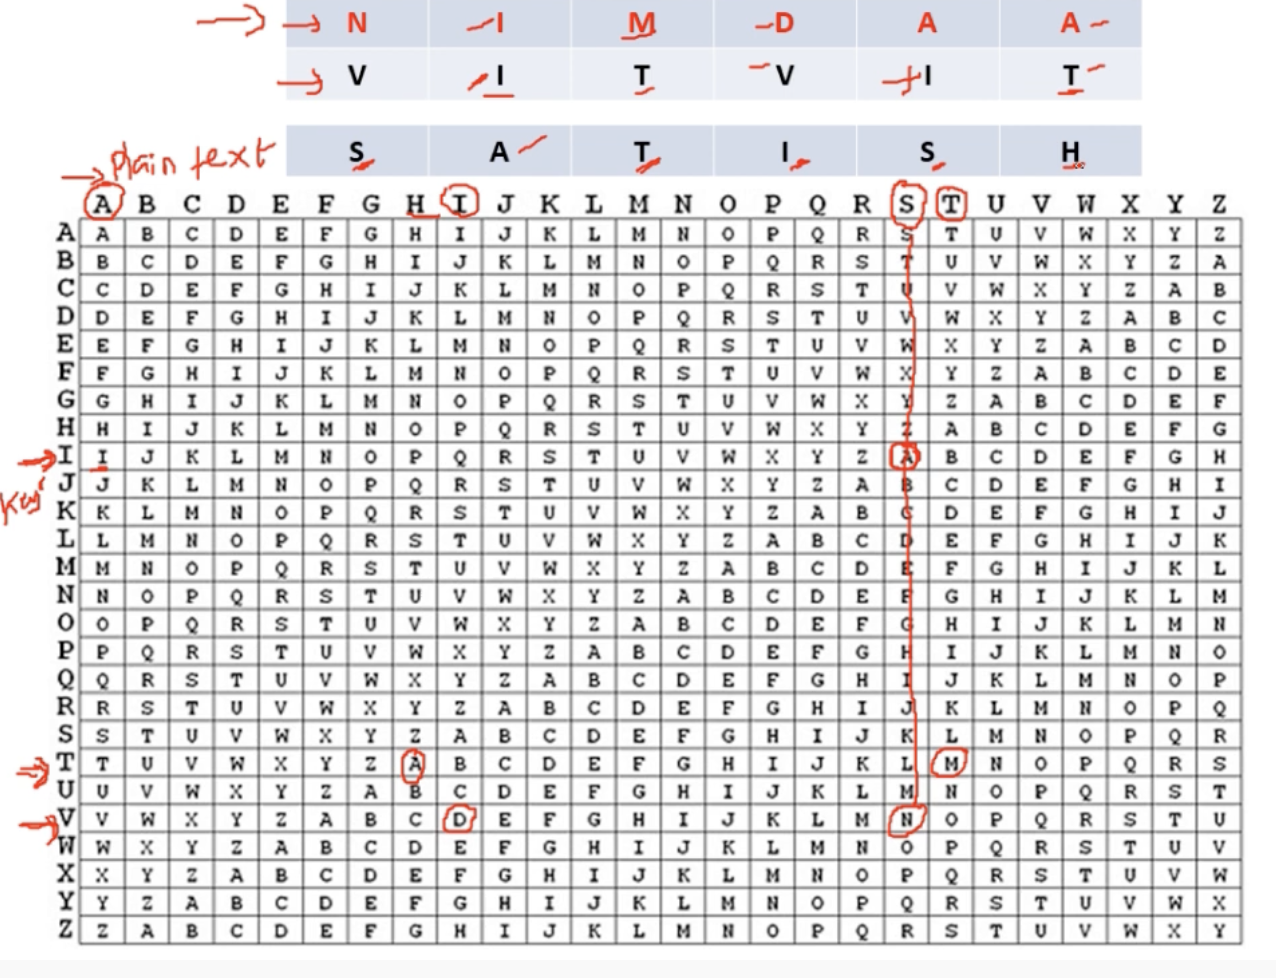 N I M D A A
V I T V I T
plain text S A T I S H
A B C D E F G H I J K L M N O P Q R S T U V W X Y Z
A A B C D E F G H I J K L M N O P Q R S T U V W X Y Z
B B C D E F G H I J K L M N O P Q R S T U V W X Y Z A
C C D E F G H I J K L M N O P Q R S T U V W X Y Z A B
D D E F G H I J K L M N O P Q R S T U V W X Y Z A B C
E E F G H I J K L M N O P Q R S T U V W X Y Z A B C D
F F G H I J K L M N O P Q R S T U V W X Y Z A B C D E
G G H I J K L M N O P Q R S T U V W X Y Z A B C D E F
H H I J K L M N O P Q R S T U V W X Y Z A B C D E F G
I I J K L M N O P Q R S T U V W X Y Z A B C D E F G H
key
J J K L M N O P Q R S T U V W X Y Z A B C D E F G H I
K K L M N O P Q R S T U V W X Y Z A B C D E F G H I J
L L M N O P Q R S T U V W X Y Z A B C D E F G H I J K
M M N O P Q R S T U V W X Y Z A B C D E F G H I J K L
N N O P Q R S T U V W X Y Z A B C D E F G H I J K L M
O O P Q R S T U V W X Y Z A B C D E F G H I J K L M N
P P Q R S T U V W X Y Z A B C D E F G H I J K L M N O
Q Q R S T U V W X Y Z A B C D E F G H I J K L M N O P
R R S T U V W X Y Z A B C D E F G H I J K L M N O P Q
S S T U V W X Y Z A B C D E F G H I J K L M N O P Q R
T T U V W X Y Z A B C D E F G H I J K L M N O P Q R S
U U V W X Y Z A B C D E F G H I J K L M N O P Q R S T
V V W X Y Z A B C D E F G H I J K L M N O P Q R S T U
W W X Y Z A B C D E F G H I J K L M N O P Q R S T U V
X X Y Z A B C D E F G H I J K L M N O P Q R S T U V W
Y Y Z A B C D E F G H I J K L M N O P Q R S T U V W X
Z Z A B C D E F G H I J K L M N O P Q R S T U V W X Y